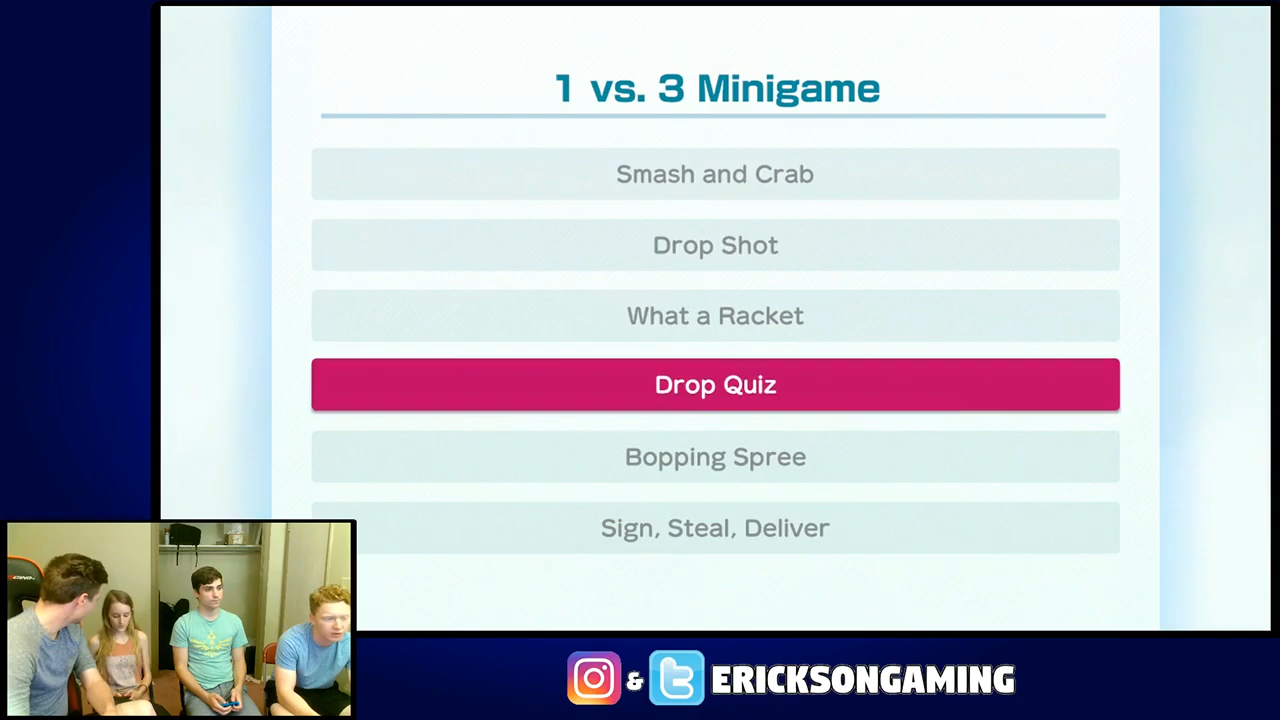 1 vs. 3 Minigame
Smash and Crab
Drop Shot
What a Racket
Drop Quiz
Bopping Spree
Sign, Steal, Deliver
& ERICKSONGAMING